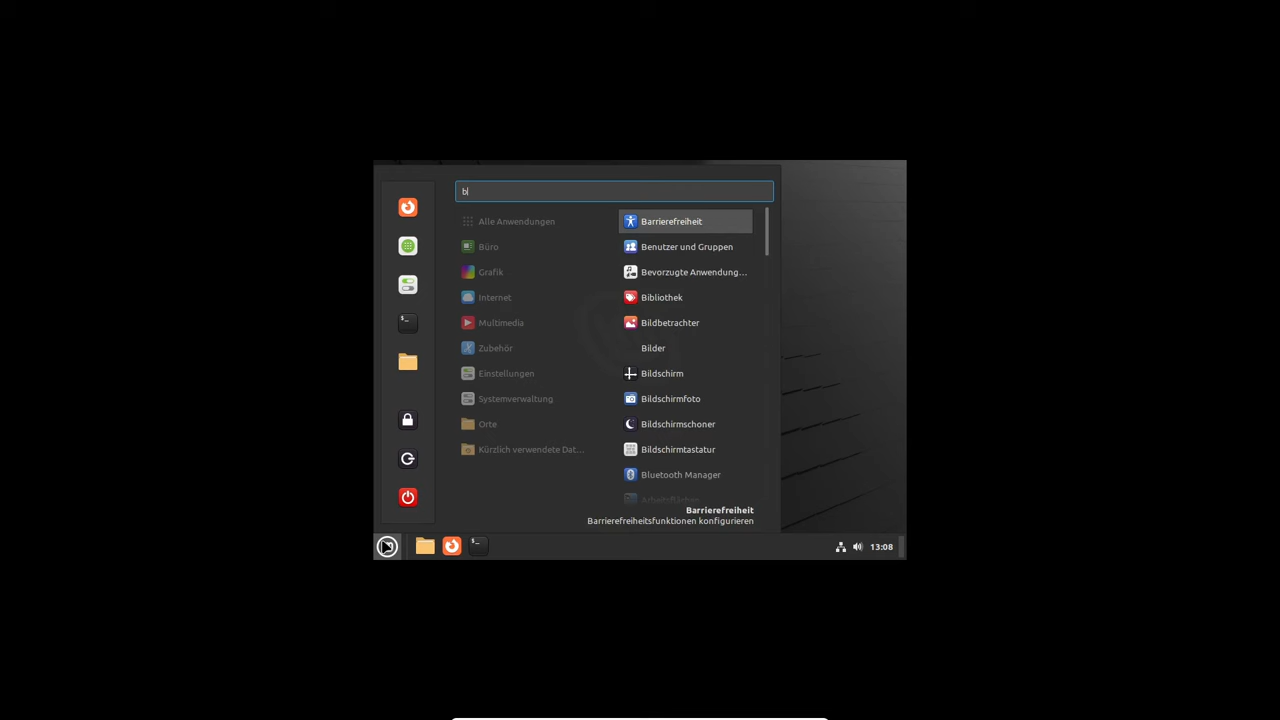 b
Alle Anwendungen
Büro
Grafik
Internet
Multimedia
Zubehör
Einstellungen
Systemverwaltung
Orte
Kürzlich verwendete Dat...
Barrierefreiheit
Benutzer und Gruppen
Bevorzugte Anwendung...
Bibliothek
Bildbetrachter
Bilder
Bildschirm
Bildschirmfoto
Bildschirmschoner
Bildschirmtastatur
Bluetooth Manager
Arbeitsflächen
Barrierefreiheit
Barrierefreiheitsfunktionen konfigurieren
13:08